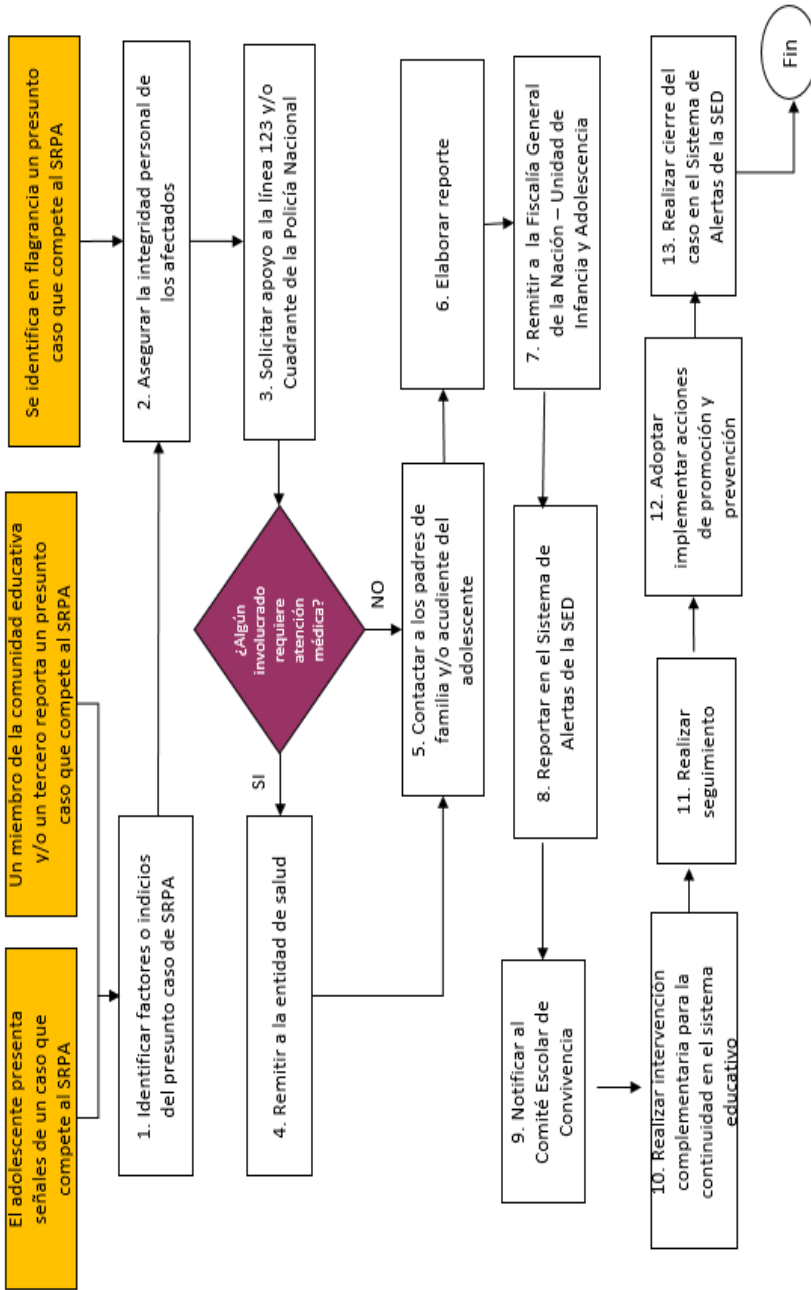 El adolescente presenta
señales de un caso que
compete al SRPA
Un miembro de la comunidad educativa
y/o un tercero reporta un presunto
caso que compete al SRPA
Se identifica en flagrancia un presunto
caso que compete al SRPA
1. Identificar factores o indicios
del presunto caso de SRPA
2. Asegurar la integridad personal de
los afectados
3. Solicitar apoyo a la línea 123 y/o
Cuadrante de la Policía Nacional
¿Algún
involucrado
requiere
atención
médica?
SI
NO
4. Remitir a la entidad de salud
5. Contactar a los padres de
familia y/o acudiente del
adolescente
6. Elaborar reporte
7. Remitir a la Fiscalía General
de la Nación – Unidad de
Infancia y Adolescencia
8. Reportar en el Sistema de
Alertas de la SED
9. Notificar al
Comité Escolar de
Convivencia
10. Realizar intervención
complementaria para la
continuidad en el sistema
educativo
11. Realizar
seguimiento
12. Adoptar
implementar acciones
de promoción y
prevención
13. Realizar cierre del
caso en el Sistema de
Alertas de la SED
Fin